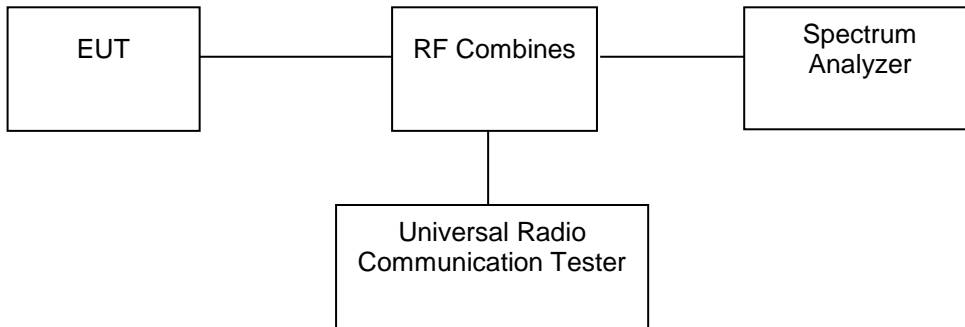 EUT
RF Combines
Spectrum
Analyzer
Universal Radio
Communication Tester